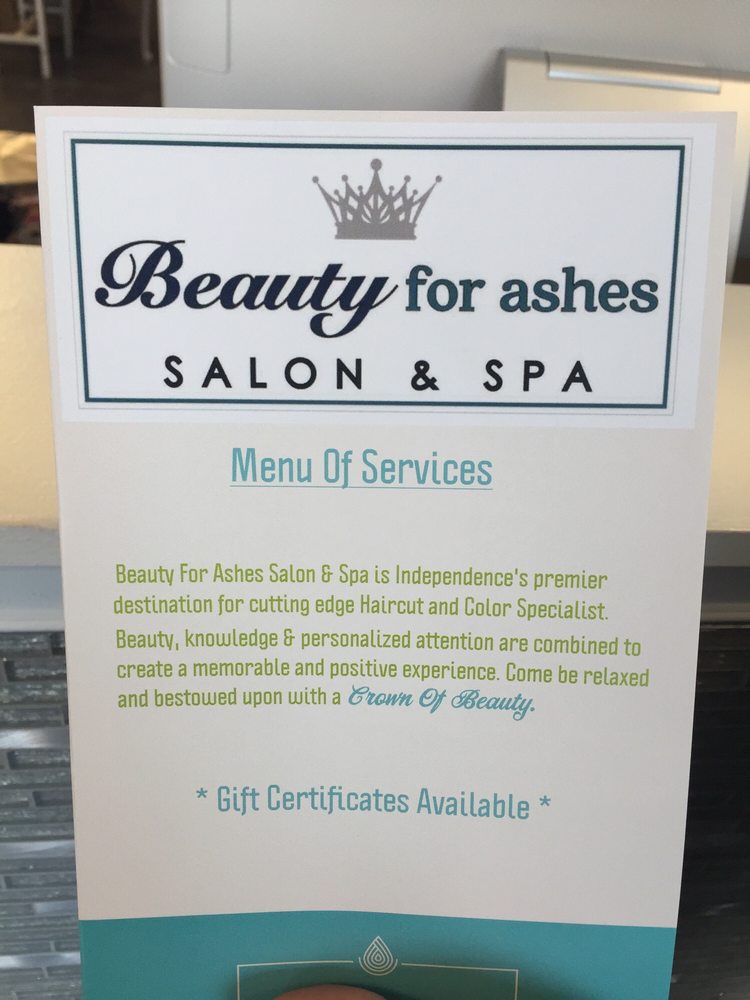 Beauty for ashes
SALON & SPA
Menu Of Services
Beauty For Ashes Salon & Spa is Independence's premier
destination for cutting edge Haircut and Color Specialist.
Beauty, knowledge & personalized attention are combined to
create a memorable and positive experience. Come be relaxed
and bestowed upon with a Crown Of Beauty.
* Gift Certificates Available *